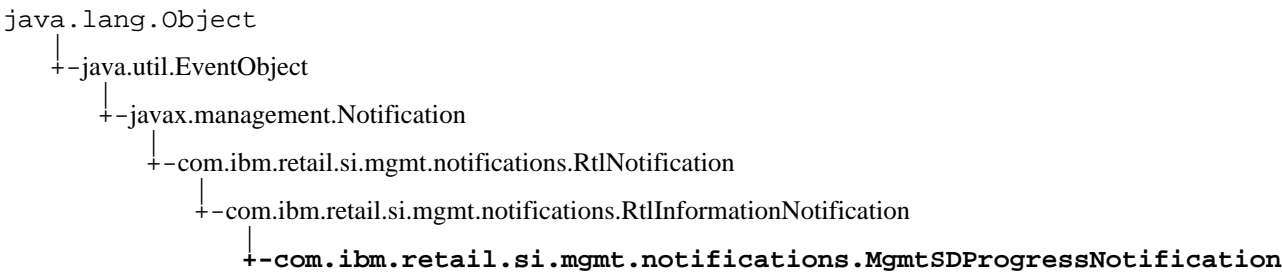 java.lang.Object
|
+-java.util.EventObject
|
+-javax.management.Notification
|
+-com.ibm.retail.si.mgmt.notifications.RtlNotification
|
+-com.ibm.retail.si.mgmt.notifications.RtlInformationNotification
|
+-com.ibm.retail.si.mgmt.notifications.MgmtSDProgressNotification